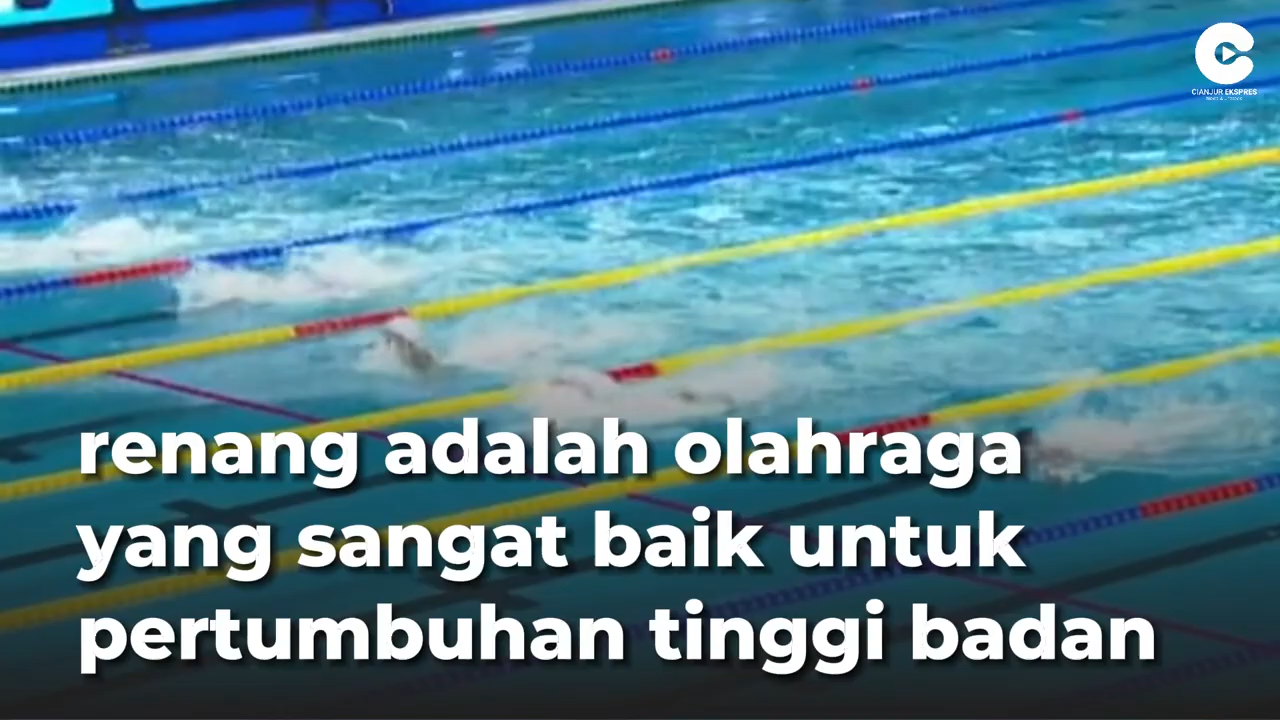 CIANJUR EKSPRES
renang adalah olahraga
yang sangat baik untuk
pertumbuhan tinggi badan